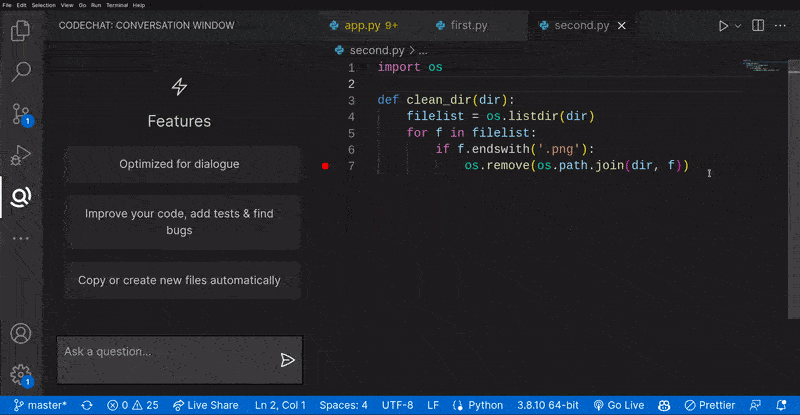 File Edit Selection View Go Run Terminal Help
CODECHAT: CONVERSATION WINDOW
app.py 9+
first.py
second.py
second.py > ...
1 import os
2
3 def clean_dir(dir):
4 filelist = os.listdir(dir)
5 for f in filelist:
6 if f.endswith('.png'):
7 os.remove(os.path.join(dir, f))
Features
Optimized for dialogue
Improve your code, add tests & find
bugs
Copy or create new files automatically
Ask a question...
1
1
master* 0 25 Live Share Ln 2, Col 1 Spaces: 4 UTF-8 LF Python 3.8.10 64-bit Go Live Prettier